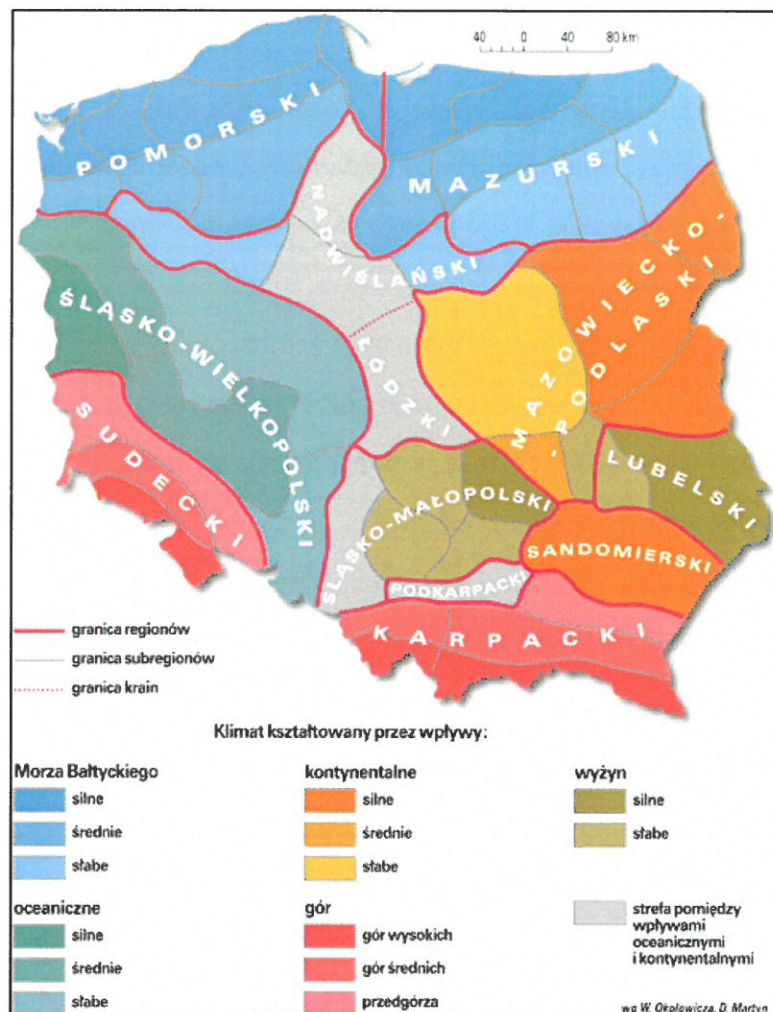 40 0 40 80 km
POMORSKI
MAZURSKI
NADWIŚLAŃSKI
ŁÓDZKI
MAZOWIECKO-
-PODLASKI
ŚLĄSKO-WIELKOPOLSKI
SUDECKI
LUBELSKI
ŚLĄSKO-MAŁOPOLSKI
SANDOMIERSKI
PODKARPACKI
KARPACKI
granica regionów
granica subregionów
granica krain
Klimat kształtowany przez wpływy:
Morza Bałtyckiego
silne
średnie
słabe
oceaniczne
silne
średnie
słabe
kontynentalne
silne
średnie
słabe
gór
gór wysokich
gór średnich
przedgórza
wyżyn
silne
słabe
strefa pomiędzy
wpływami
oceanicznymi
i kontynentalnymi
wg W. Okołowicza, D. Martyn